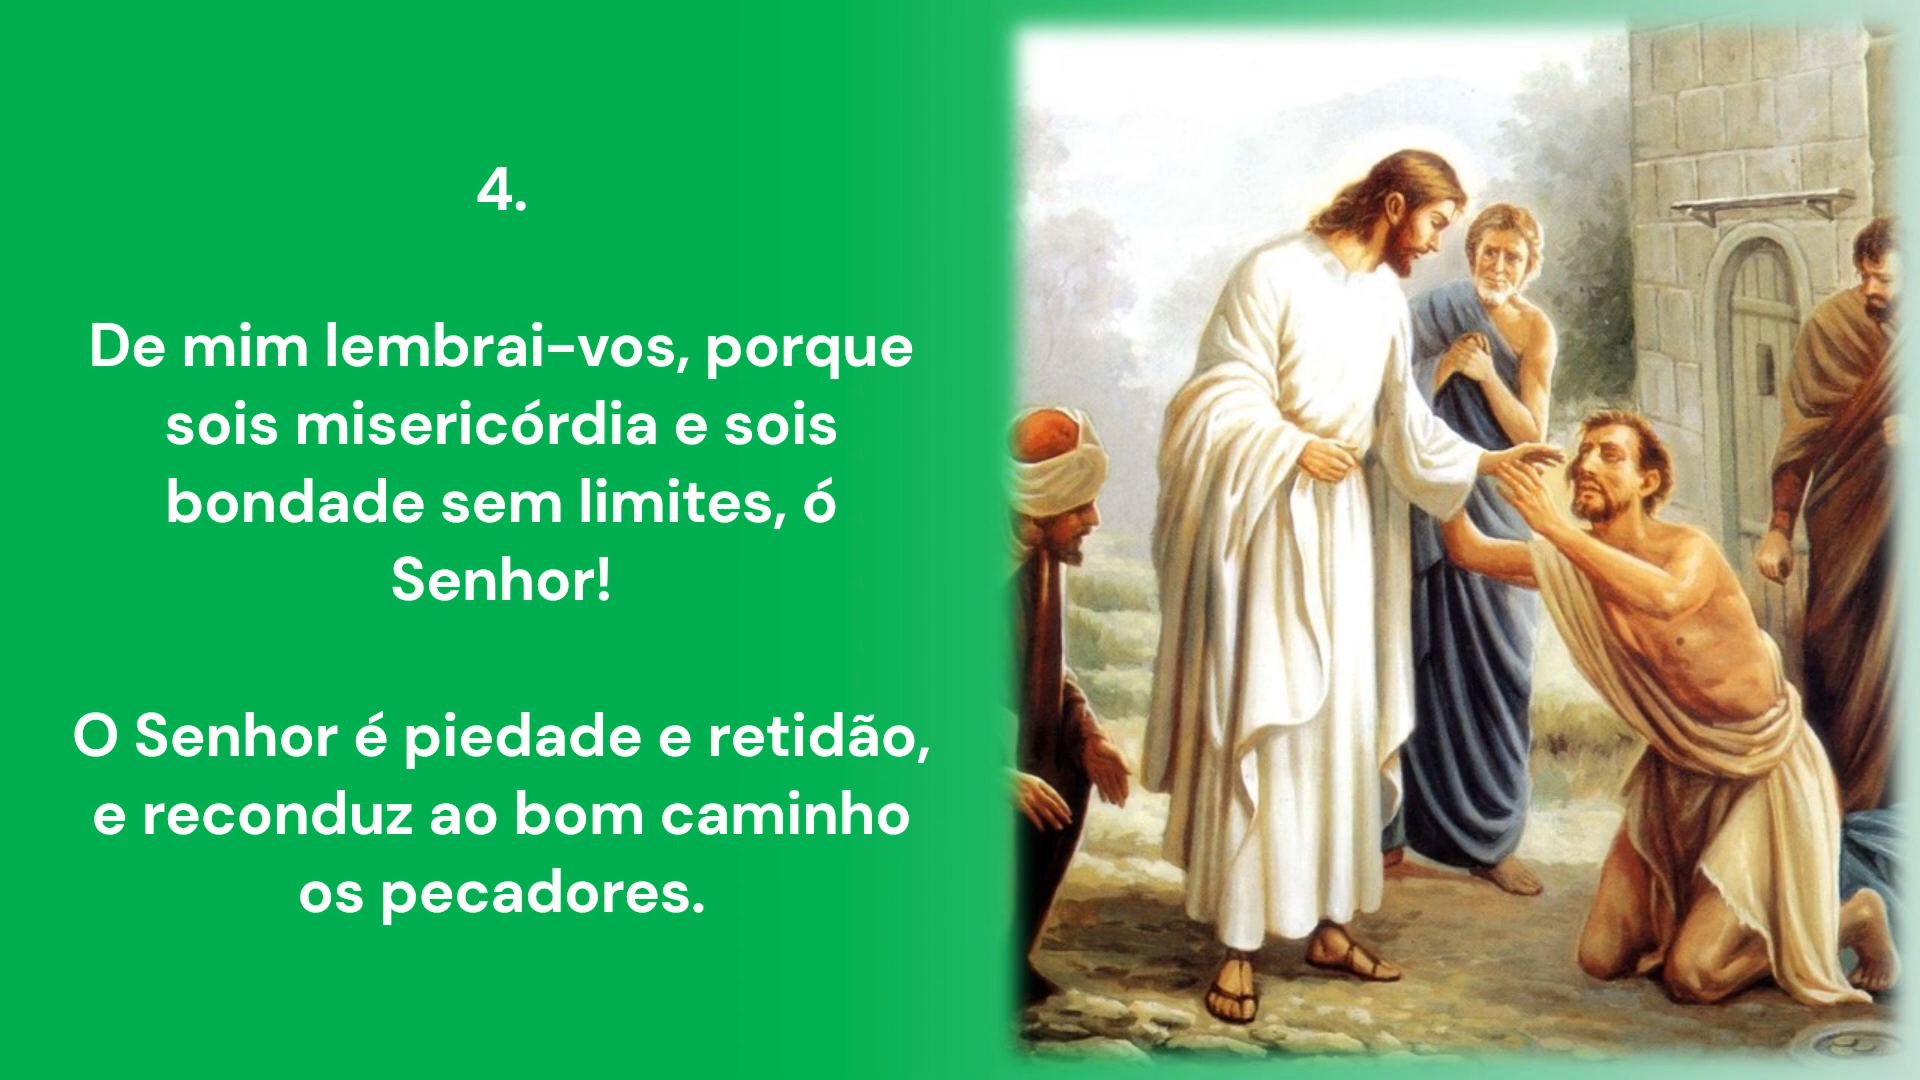 4.
De mim lembrai-vos, porque
sois misericórdia e sois
bondade sem limites, ó
Senhor!
O Senhor é piedade e retidão,
e reconduz ao bom caminho
os pecadores.